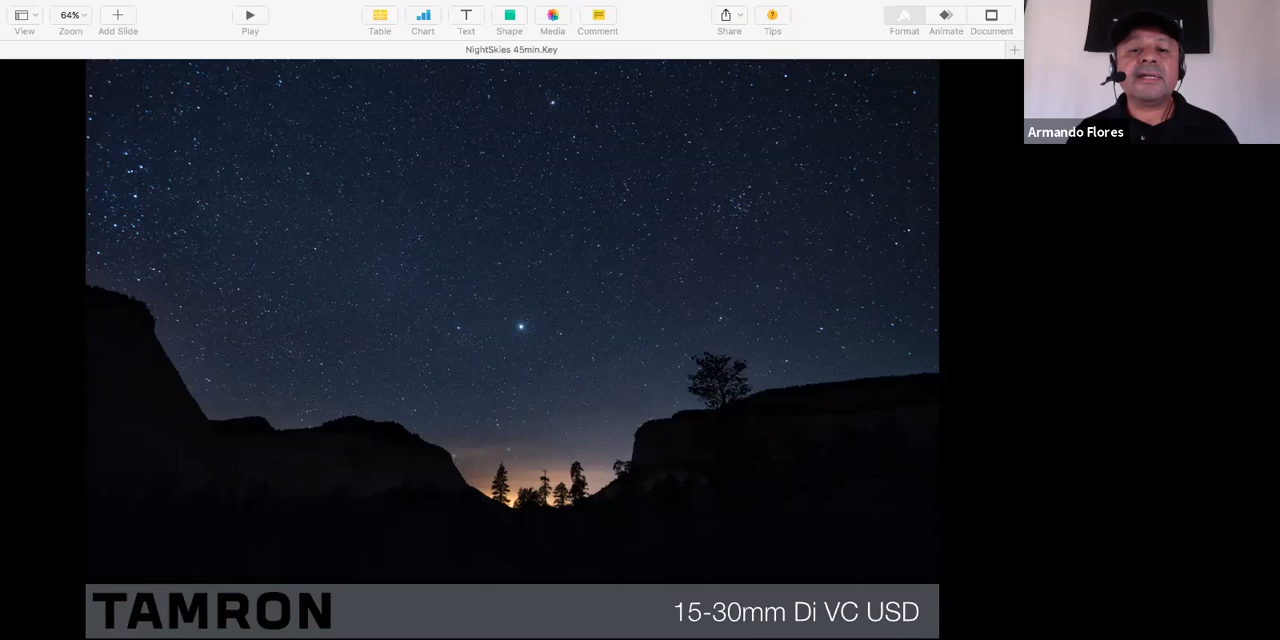 64%
View
Zoom
Add Slide
Play
Table
Chart
Text
Shape
Media
Comment
Share
Tips
Format
Animate
Document
NightSkies 45min.Key
Armando Flores
TAMRON
15-30mm Di VC USD